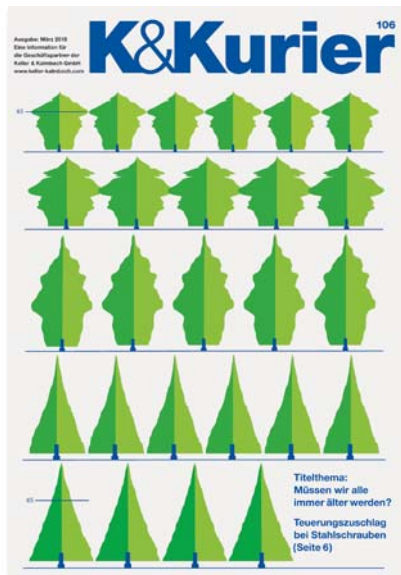 Ausgabe: März 2018
Eine Information für
die Geschäftspartner der
Keller & Kalmbach GmbH
www.keller-kalmbach.com
K&Kurier
106
65
65
Titelthema:
Müssen wir alle
immer älter werden?
Teuerungszuschlag
bei Stahlschrauben
(Seite 6)